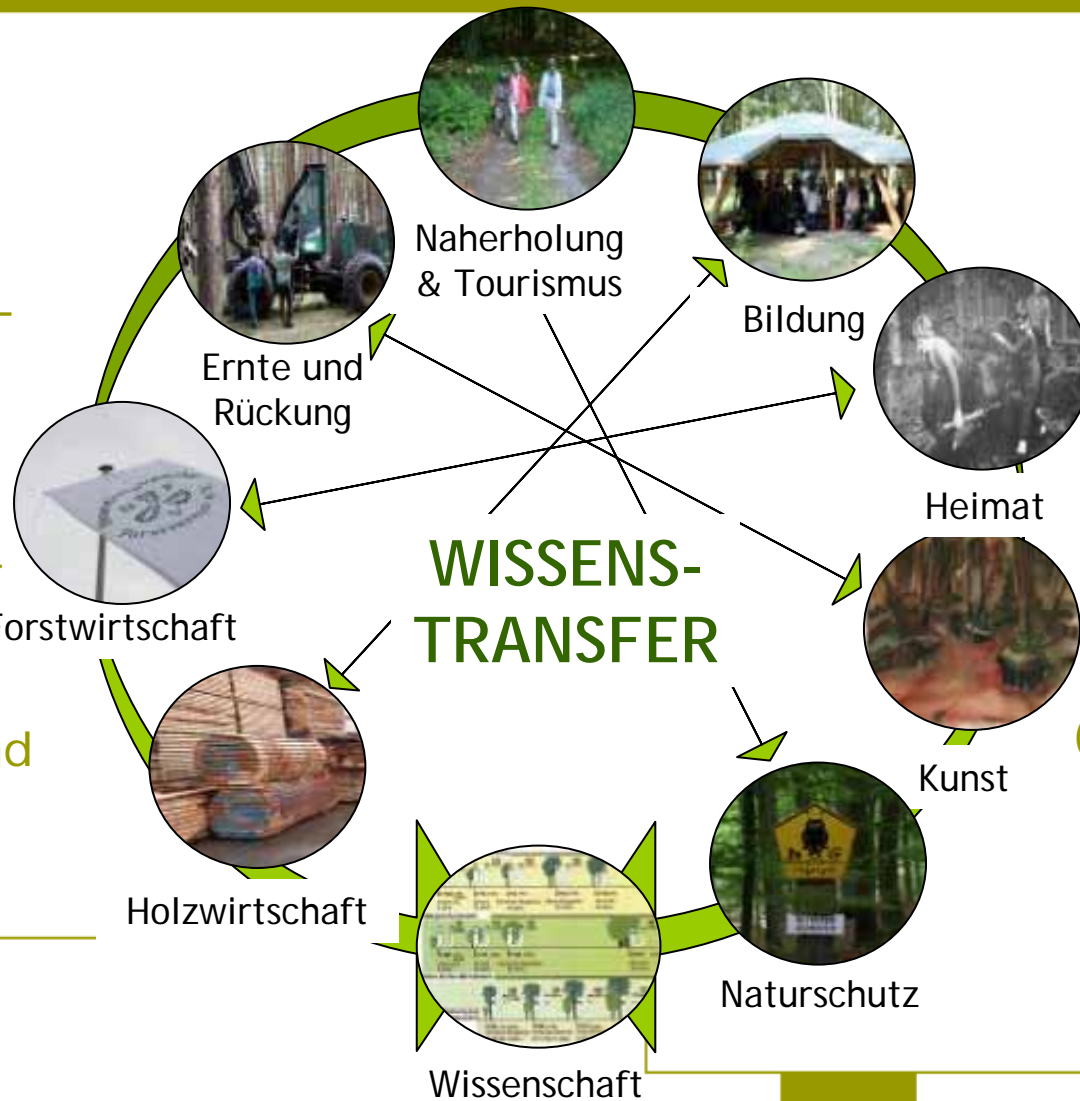 Naherholung
& Tourismus
Bildung
Ernte und
Rückung
Heimat
WISSENS-
TRANSFER
Forstwirtschaft
d
Kunst
Holzwirtschaft
Naturschutz
Wissenschaft